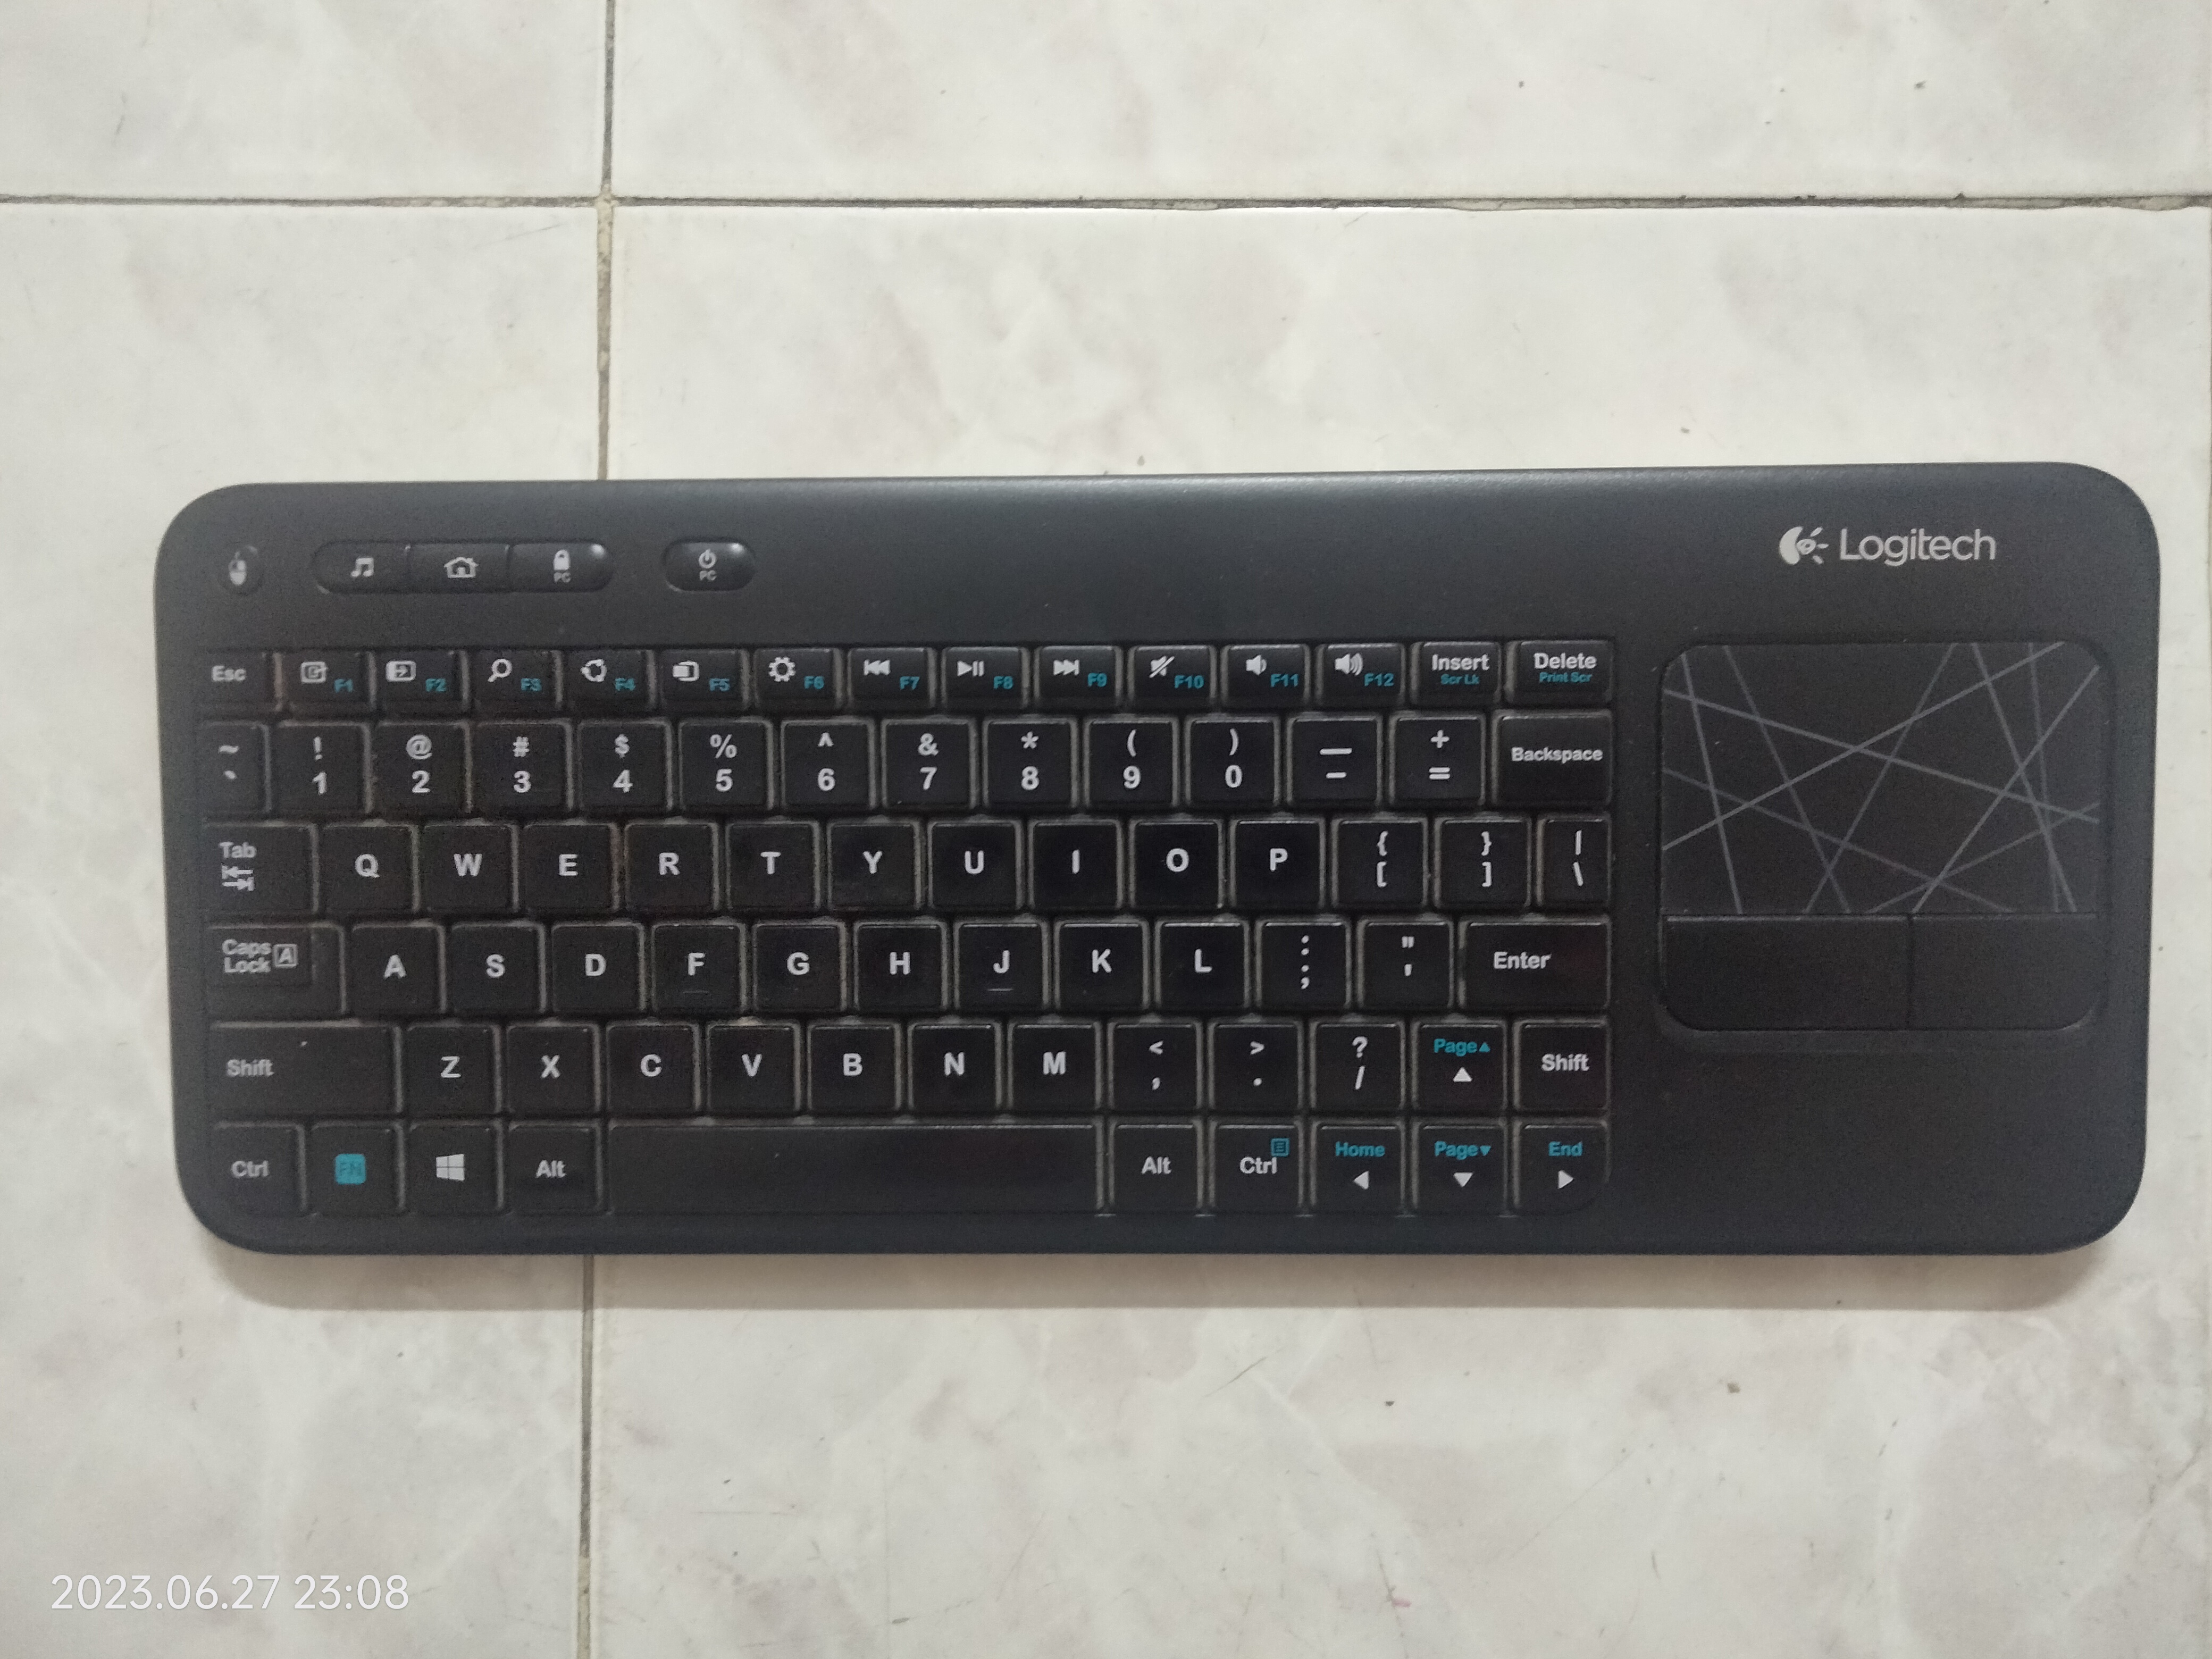 Logitech
PC PC
Esc F1 F2 F3 F4 F5 F6 F7 F8 F9 F10 F11 F12 Insert Scr Lk Delete Print Scr
~ ! @ # $ % ^ & * ( ) — + Backspace
` 1 2 3 4 5 6 7 8 9 0 - =
Tab Q W E R T Y U I O P { [ } ] | \
Caps Lock A A S D F G H J K L : ; " ' Enter
Shift Z X C V B N M < , > . ? / Page▲ ▲ Shift
Ctrl FN Alt Alt Ctrl Home ◀ Page▼ ▼ End ▶
2023.06.27 23:08